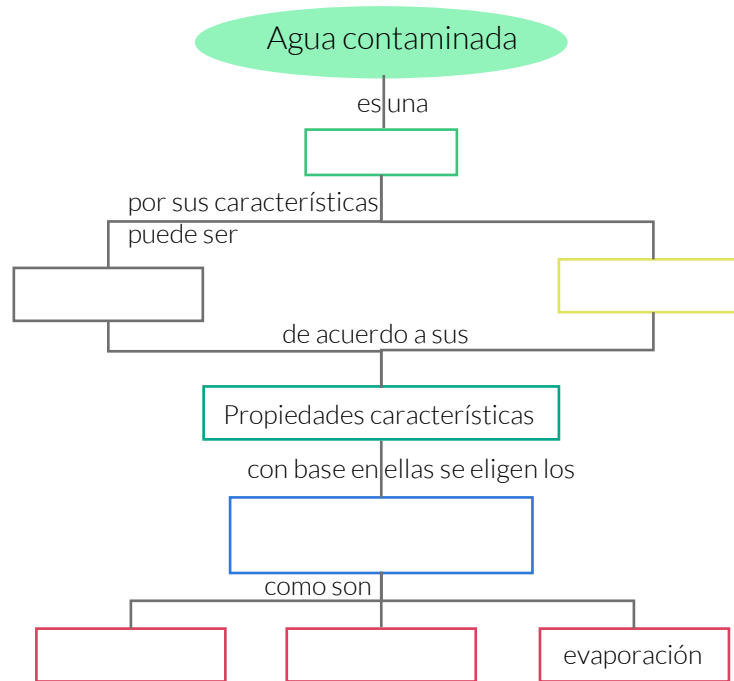 Agua contaminada
es una
por sus características
puede ser
de acuerdo a sus
Propiedades características
con base en ellas se eligen los
como son
evaporación